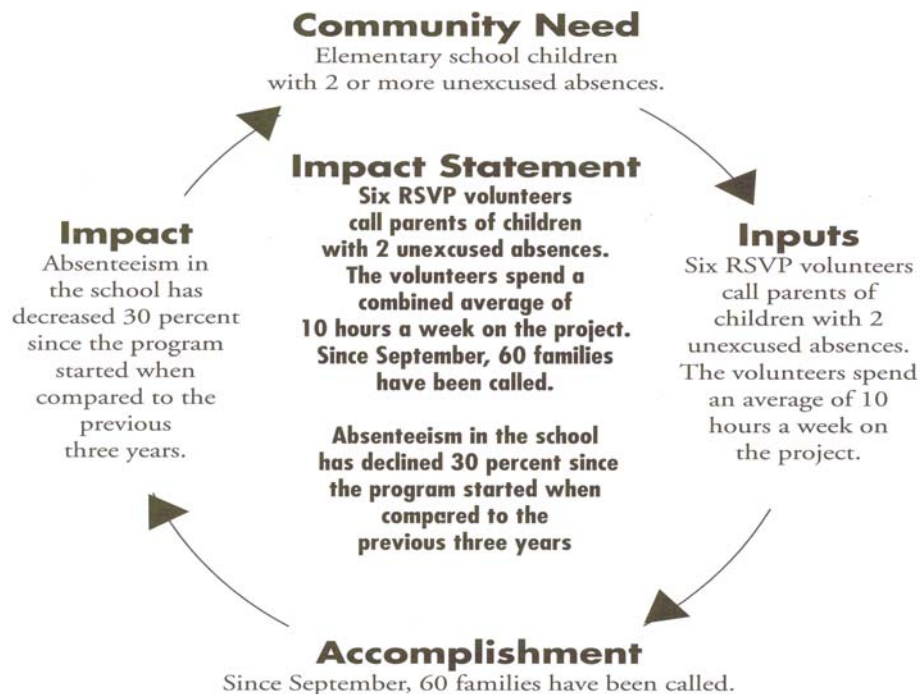 Community Need
Elementary school children
with 2 or more unexcused absences.
Impact Statement
Six RSVP volunteers
call parents of children
with 2 unexcused absences.
The volunteers spend a
combined average of
10 hours a week on the project.
Since September, 60 families
have been called.
Absenteeism in the school
has declined 30 percent since
the program started when
compared to the
previous three years
Inputs
Six RSVP volunteers
call parents of
children with 2
unexcused absences.
The volunteers spend
an average of 10
hours a week on
the project.
Accomplishment
Since September, 60 families have been called.
Impact
Absenteeism in
the school has
decreased 30 percent
since the program
started when
compared to the
previous
three years.